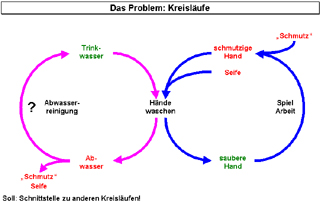 Das Problem: Kreisläufe
Trink-
wasser
schmutzige
Hand
„Schmutz"
Seife
?
Abwasser-
reinigung
Hände
waschen
Spiel
Arbeit
Ab-
wasser
saubere
Hand
„Schmutz"
Seife
Soll: Schnittstelle zu anderen Kreisläufen!